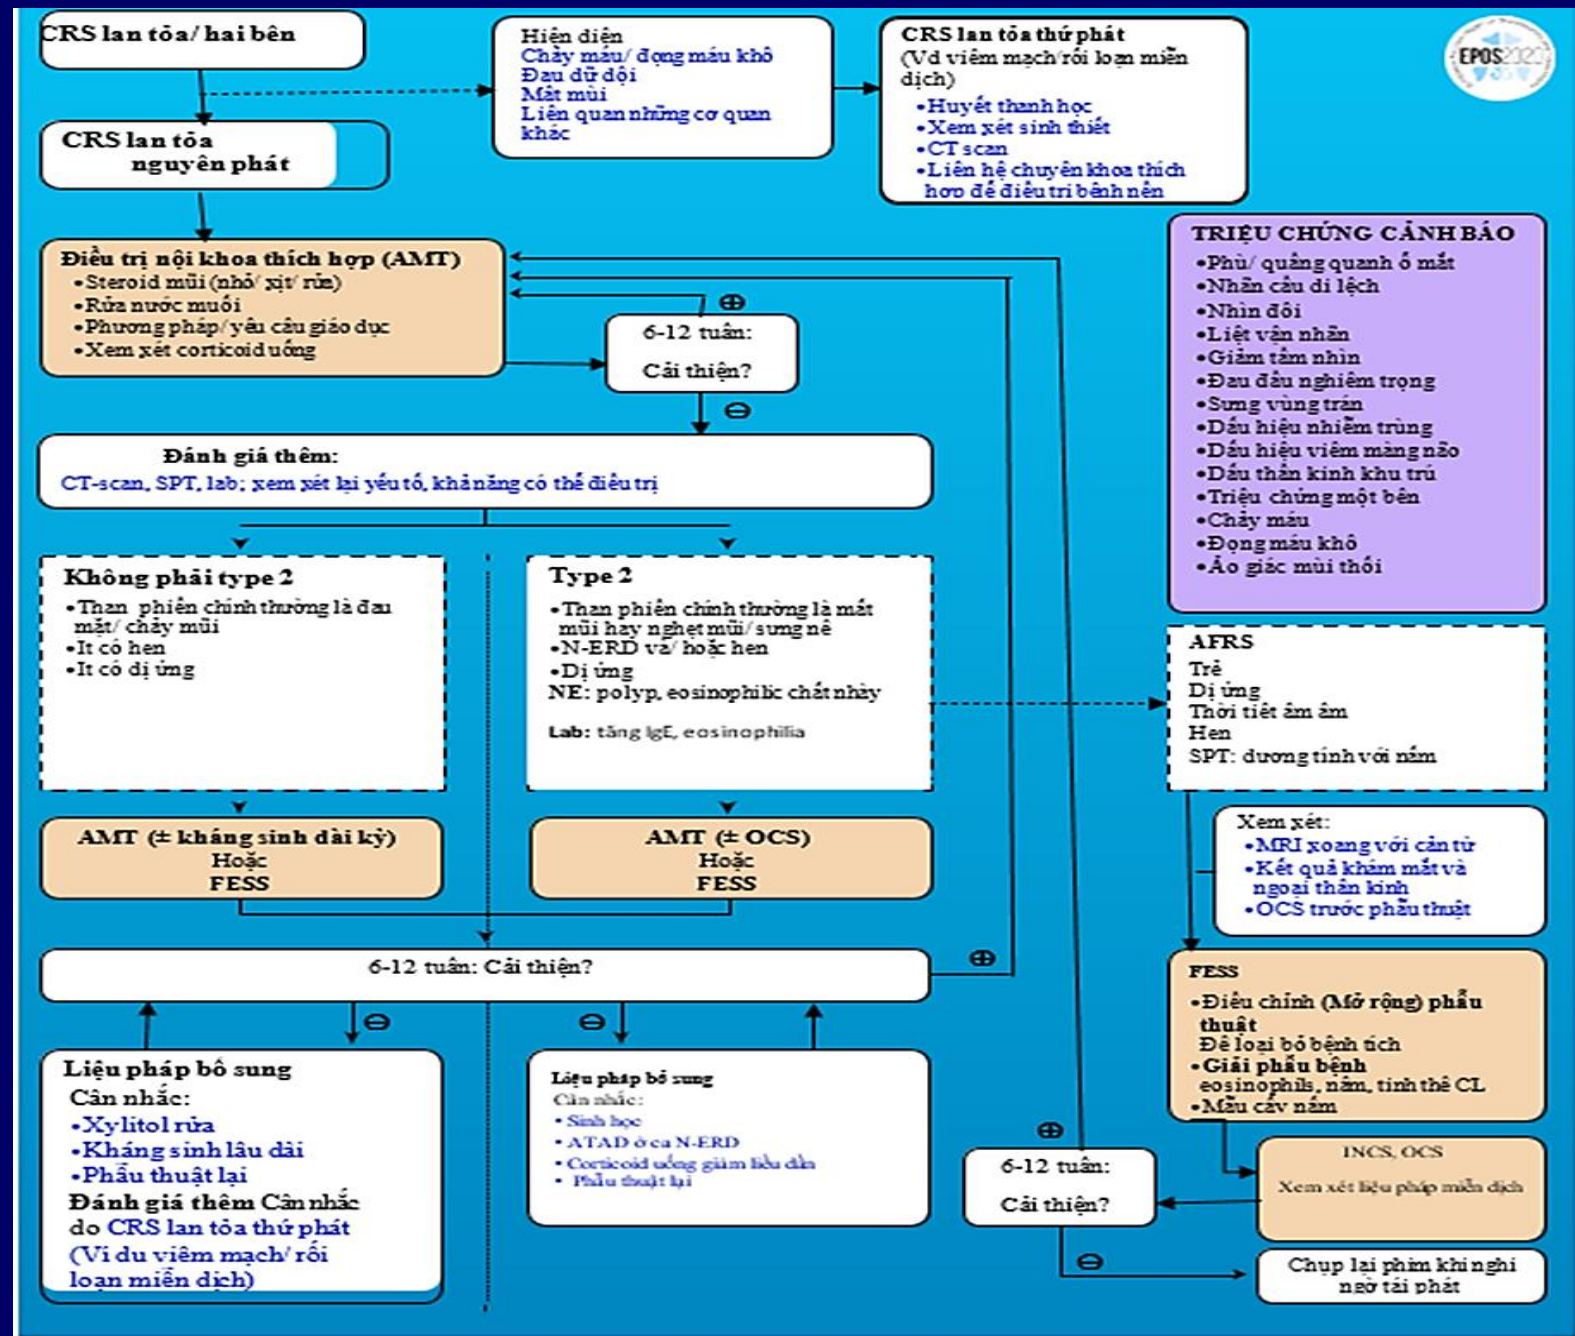 CRS lan tỏa/ hai bên
Hiện diện
Chảy máu/ đọng máu khô
Đau dữ dội
Mất mùi
Liên quan những cơ quan
khác
CRS lan tỏa thứ phát
(Vd viêm mạch/rối loạn miễn
dịch)
•Huyết thanh học
•Xem xét sinh thiết
•CT scan
•Liên hệ chuyên khoa thích
hợp để điều trị bệnh nền
EPOS2020
CRS lan tỏa
nguyên phát
Điều trị nội khoa thích hợp (AMT)
•Steroid mũi (nhỏ/ xịt/ rửa)
•Rửa nước muối
•Phương pháp/ yêu cầu giáo dục
•Xem xét corticoid uống
⊕
6-12 tuần:
Cải thiện?
⊖
TRIỆU CHỨNG CẢNH BÁO
•Phù/ quầng quanh ổ mắt
•Nhãn cầu di lệch
•Nhìn đôi
•Liệt vận nhãn
•Giảm tầm nhìn
•Đau đầu nghiêm trọng
•Sưng vùng trán
•Dấu hiệu nhiễm trùng
•Dấu hiệu viêm màng não
•Dấu thần kinh khu trú
•Triệu chứng một bên
•Chảy máu
•Đọng máu khô
•Ảo giác mùi thối
Đánh giá thêm:
CT-scan, SPT, lab; xem xét lại yếu tố, khả năng có thể điều trị
Không phải type 2
•Than phiền chính thường là đau
mặt/ chảy mũi
•It có hen
•It có dị ứng
Type 2
•Than phiền chính thường là mất
mũi hay nghẹt mũi/ sưng nề
•N-ERD và/ hoặc hen
•Dị ứng
NE: polyp, eosinophilic chất nhày
Lab: tăng IgE, eosinophilia
AFRS
Trẻ
Dị ứng
Thời tiết ấm ẩm
Hen
SPT: dương tính với nấm
AMT (± kháng sinh dài kỳ)
Hoặc
FESS
AMT (± OCS)
Hoặc
FESS
Xem xét:
•MRI xoang với cản từ
•Kết quả khám mắt và
ngoại thần kinh
•OCS trước phẫu thuật
6-12 tuần: Cải thiện?
⊕
⊖
⊖
FESS
•Điều chỉnh (Mở rộng) phẫu
thuật
Để loại bỏ bệnh tích
•Giải phẫu bệnh
eosinophils, nấm, tinh thể CL
•Mẫu cấy nấm
Liệu pháp bổ sung
Cân nhắc:
•Xylitol rửa
•Kháng sinh lâu dài
•Phẫu thuật lại
Đánh giá thêm Cân nhắc
do CRS lan tỏa thứ phát
(Ví du viêm mạch/ rối
loạn miễn dịch)
Liệu pháp bổ sung
Cân nhắc:
• Sinh học
• ATAD ở ca N-ERD
• Corticoid uống giảm liều dần
• Phẫu thuật lại
⊕
6-12 tuần:
Cải thiện?
⊖
INCS, OCS
Xem xét liệu pháp miễn dịch
Chụp lại phim khi nghi
ngờ tái phát